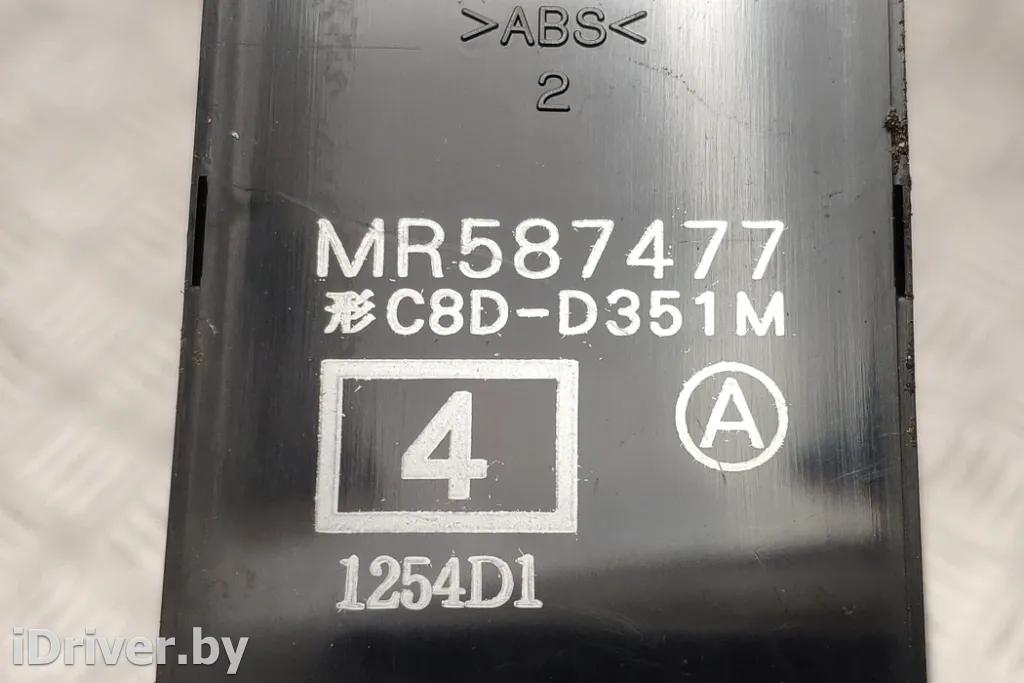 >ABS<
2
MR587477
形C8D-D351M
4
A
1254D1
iDriver.by